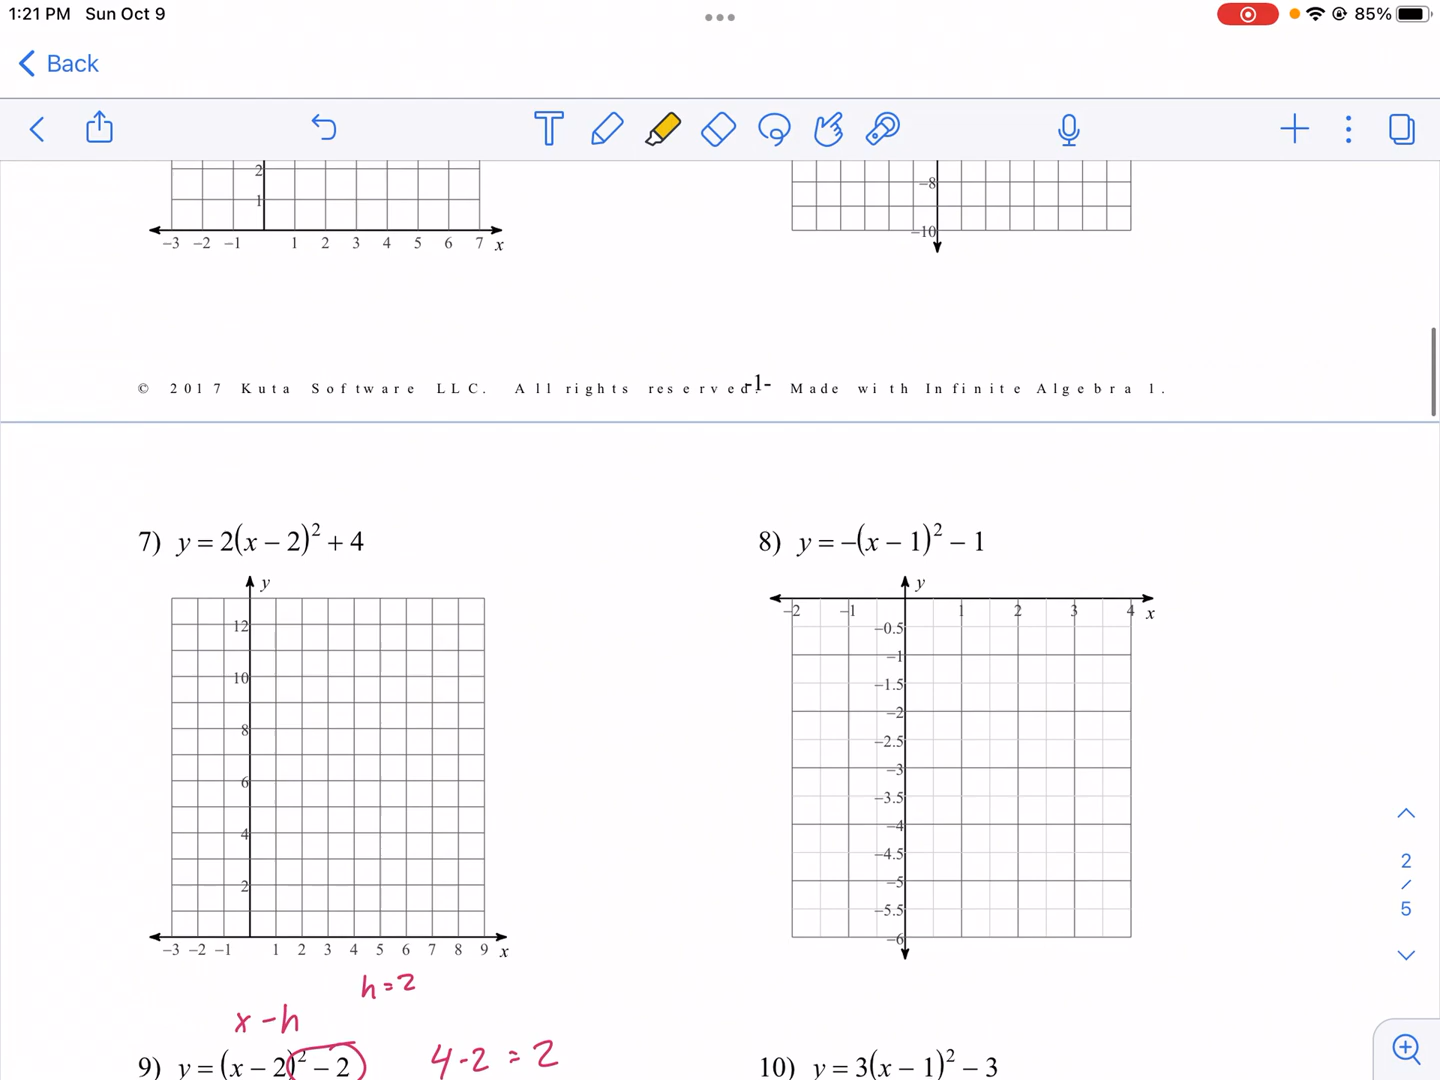 1:21 PM Sun Oct 9
85%
Back
2
1
-3 -2 -1 1 2 3 4 5 6 7 x
-8
-10
© 2017 Kuta Software LLC. All rights reserved. -1- Made with Infinite Algebra 1.
7) y = 2(x − 2)² + 4
y
12
10
8
6
4
2
-3 -2 -1 1 2 3 4 5 6 7 8 9 x
8) y = −(x − 1)² − 1
y
-2 -1 1 2 3 4 x
-0.5
-1
-1.5
-2
-2.5
-3
-3.5
-4
-4.5
-5
-5.5
-6
2
/
5
h = 2
x - h
9) y = (x − 2)² − 2
4 - 2 = 2
10) y = 3(x − 1)² − 3